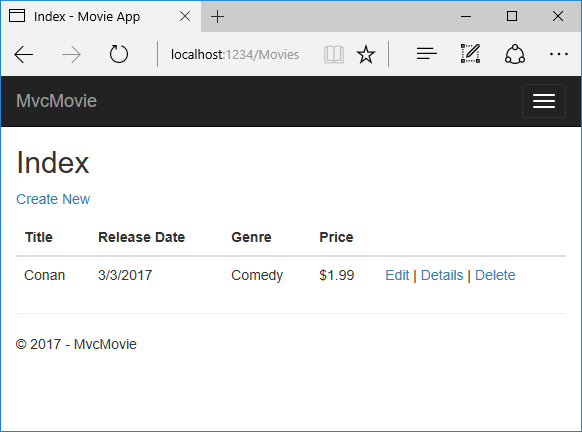 Index - Movie App
localhost:1234/Movies
MvcMovie
Index
Create New
Title Release Date Genre Price
Conan 3/3/2017 Comedy $1.99 Edit | Details | Delete
© 2017 - MvcMovie